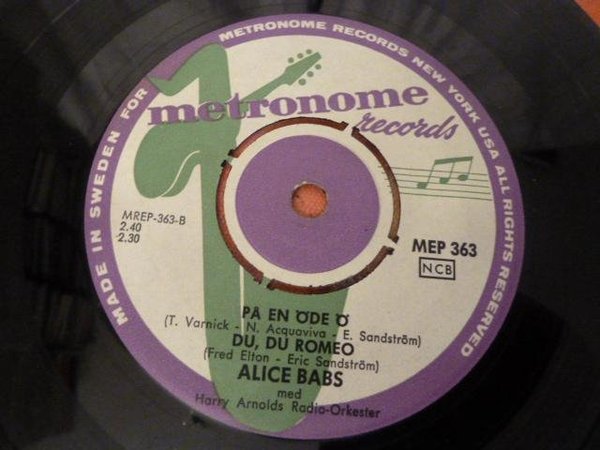 MADE IN SWEDEN FOR METRONOME RECORDS NEW YORK USA ALL RIGHTS RESERVED
metronome
records
MREP-363-B
2.40
2.30
MEP 363
NCB
PÅ EN ÖDE Ö
(T. Varnick - N. Acquaviva - E. Sandström)
DU, DU ROMEO
(Fred Elton - Eric Sandström)
ALICE BABS
med
Harry Arnolds Radio-Orkester